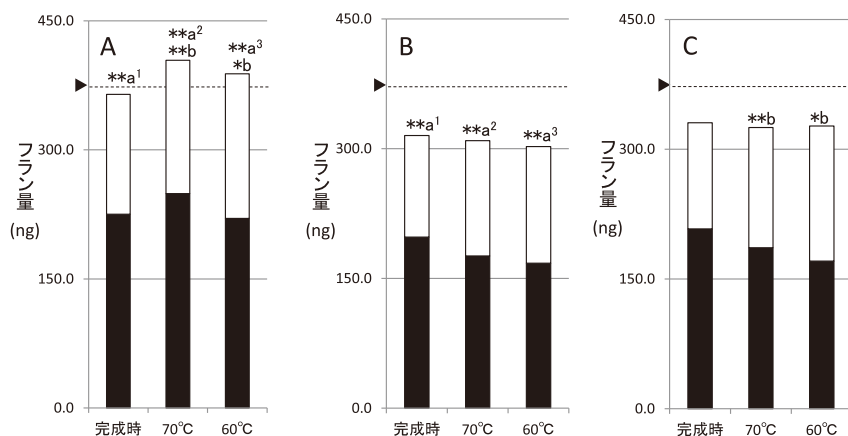 450.0
300.0
150.0
0.0
フラン量
(ng)
A
**a1
**a2
**b
**a3
*b
完成時
70℃
60℃
450.0
300.0
150.0
0.0
フラン量
(ng)
B
**a1
**a2
**a3
完成時
70℃
60℃
450.0
300.0
150.0
0.0
フラン量
(ng)
C
**b
*b
完成時
70℃
60℃